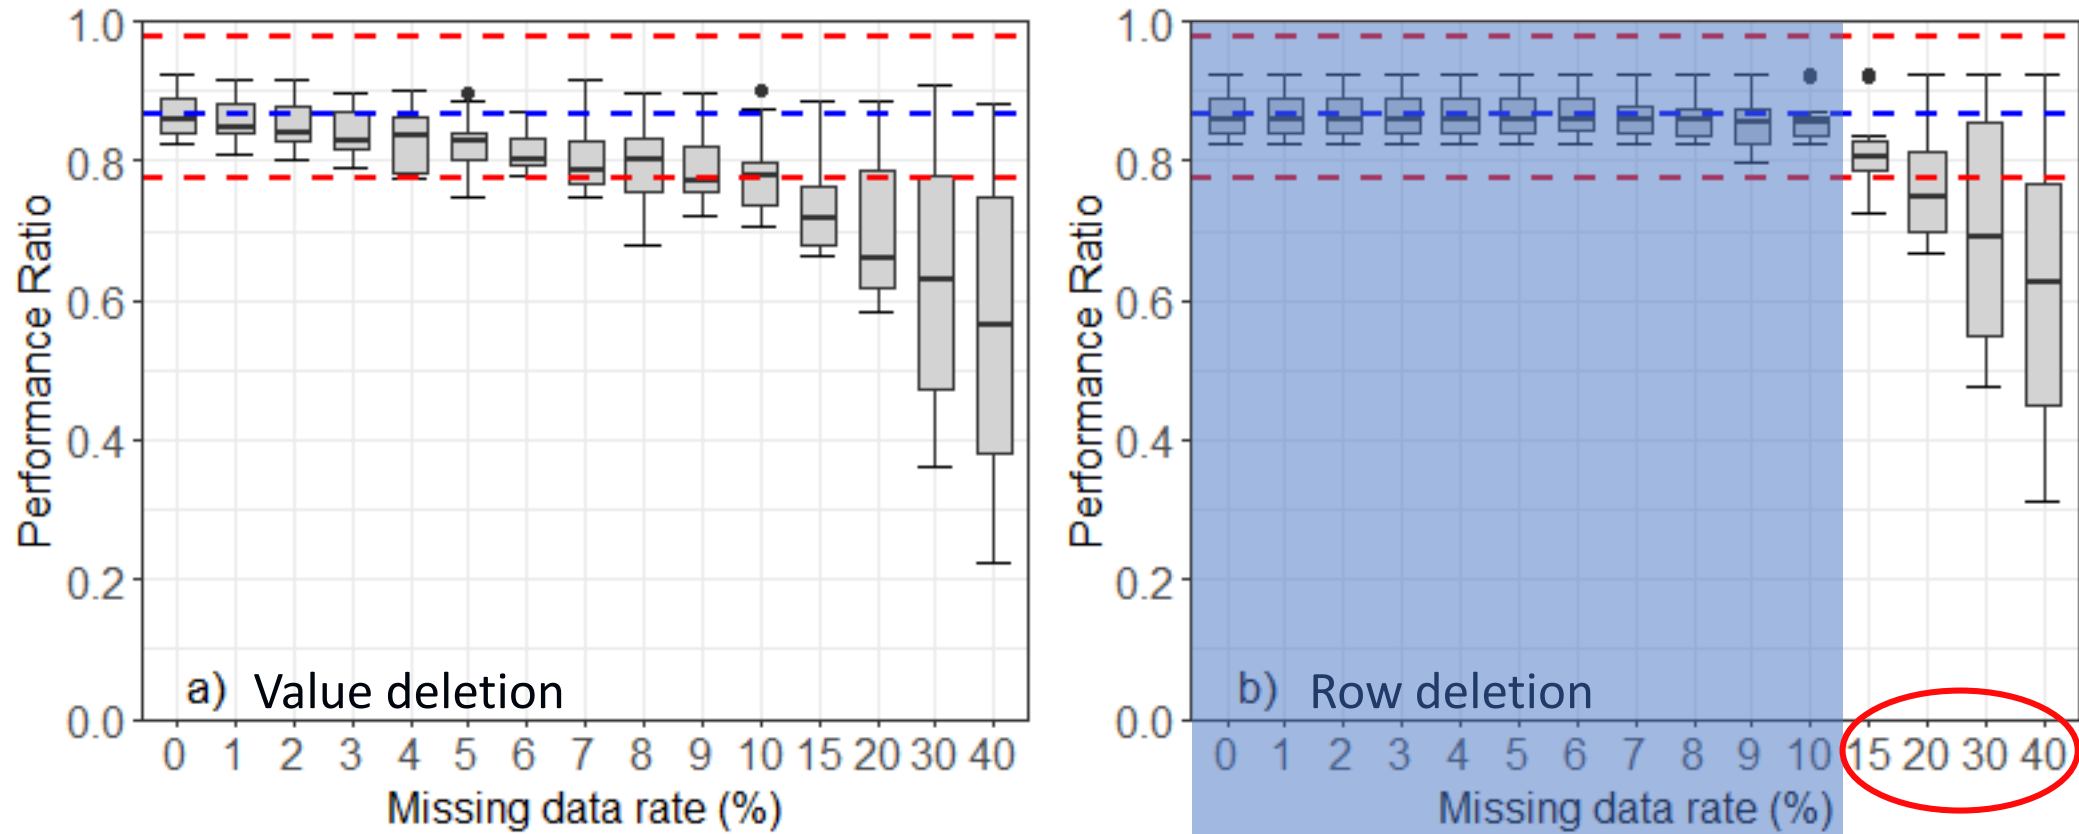 Performance Ratio
1.0
0.8
0.6
0.4
0.2
0.0
a) Value deletion
0 1 2 3 4 5 6 7 8 9 10 15 20 30 40
Missing data rate (%)
Performance Ratio
1.0
0.8
0.6
0.4
0.2
0.0
b) Row deletion
0 1 2 3 4 5 6 7 8 9 10 15 20 30 40
Missing data rate (%)